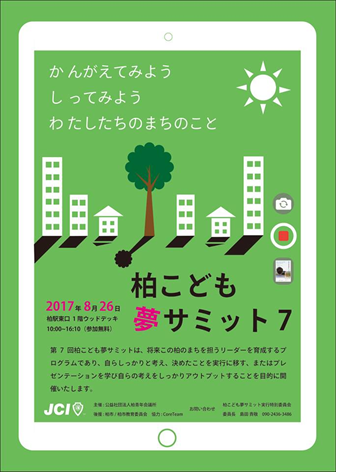 かんがえてみよう
しってみよう
わたしたちのまちのこと
柏こども
夢サミット7
2017年8月26日
柏駅東口 1階ウッドデッキ
10:00~16:10(参加無料)
第7回柏こども夢サミットは、将来この柏のまちを担うリーダーを育成するプ
ログラムであり、自らしっかりと考え、決めたことを実行に移す、またはプレ
ゼンテーションを学び自らの考えをしっかりアウトプットすることを目的に開
催いたします。
JCI
主催:公益社団法人柏青年会議所
後援:柏市/柏市教育委員会 協力:CoreTeam
お問い合わせ
柏こども夢サミット実行特別委員会
委員長
090-2436-3486